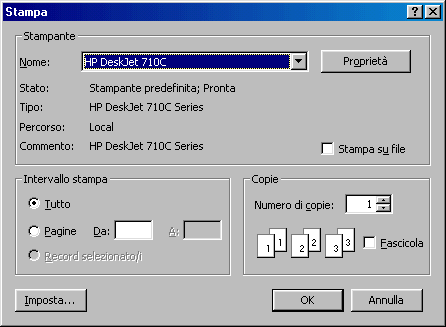 Stampa
Stampante
Nome: HP DeskJet 710C Proprietà
Stato: Stampante predefinita; Pronta
Tipo: HP DeskJet 710C Series
Percorso: Local
Commento: HP DeskJet 710C Series
Stampa su file
Intervallo stampa
Tutto
Pagine Da: A:
Record selezionato/i
Copie
Numero di copie: 1
1 1 2 2 3 3 Fascicola
Imposta... OK Annulla